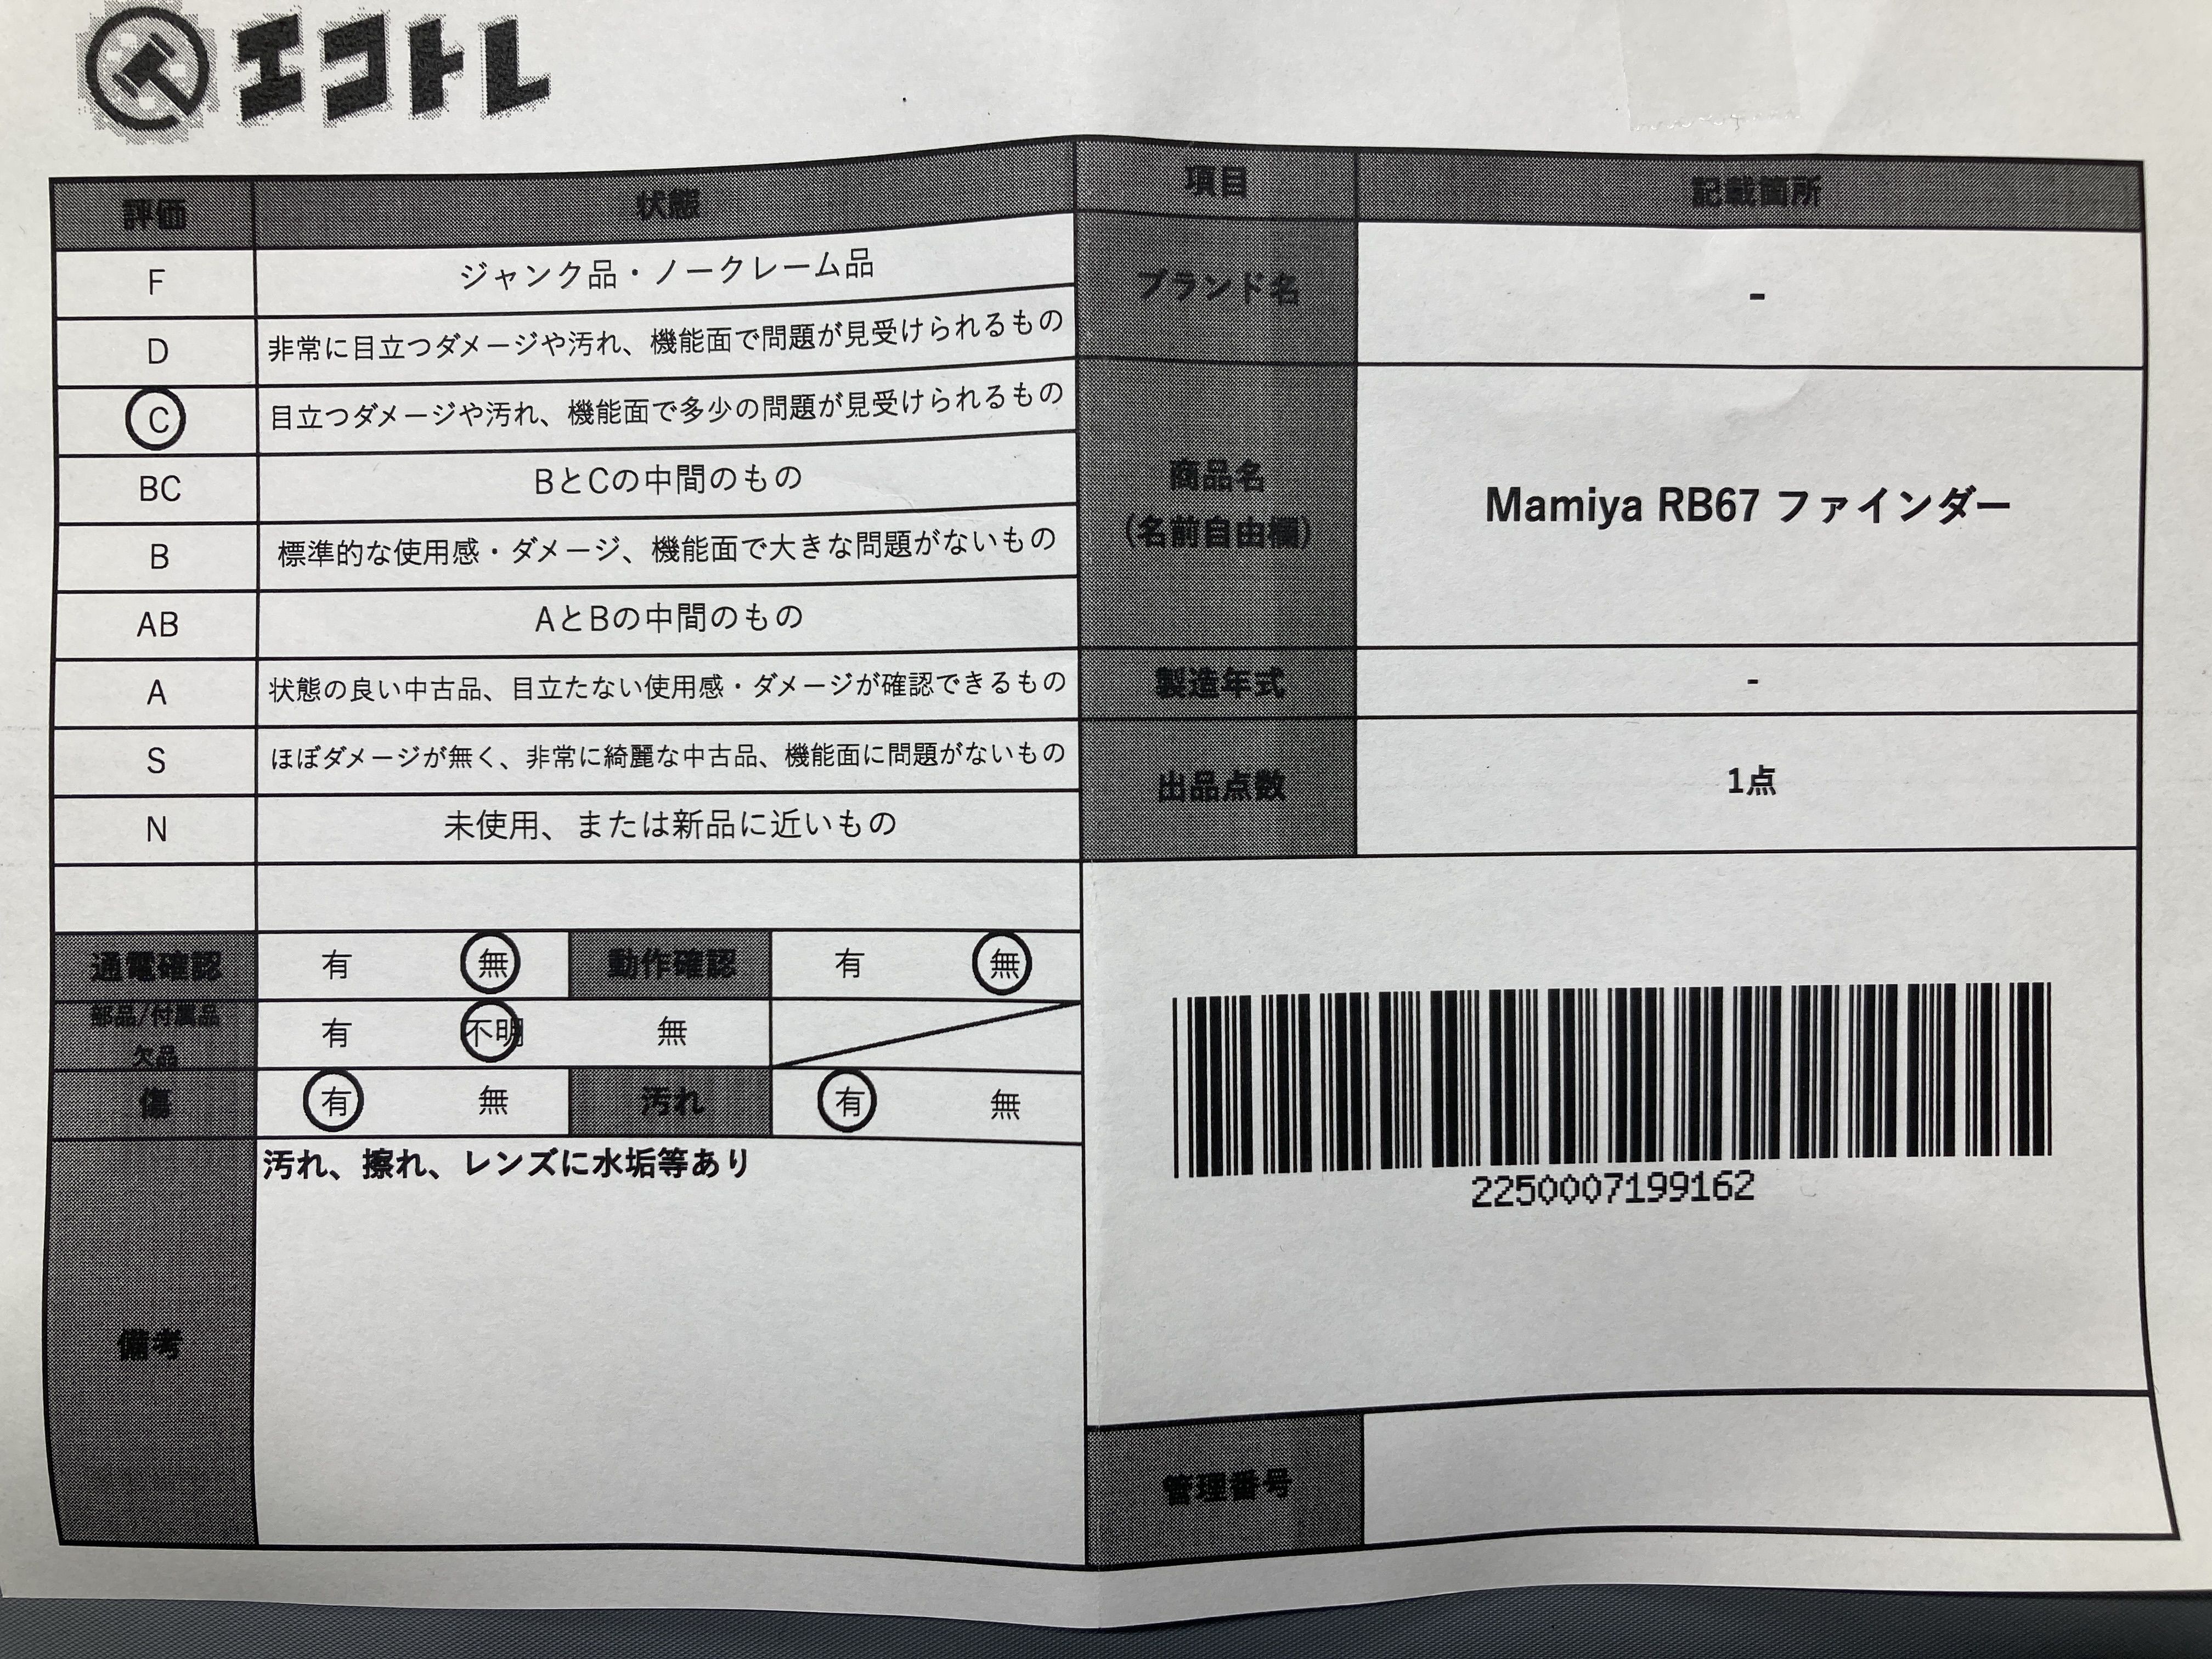 エコトレ
評価 状態
F ジャンク品・ノークレーム品
D 非常に目立つダメージや汚れ、機能面で問題が見受けられるもの
C 目立つダメージや汚れ、機能面で多少の問題が見受けられるもの
BC BとCの中間のもの
B 標準的な使用感・ダメージ、機能面で大きな問題がないもの
AB AとBの中間のもの
A 状態の良い中古品、目立たない使用感・ダメージが確認できるもの
S ほぼダメージが無く、非常に綺麗な中古品、機能面に問題がないもの
N 未使用、または新品に近いもの
通電確認 有 無 動作確認 有 無
部品/付属品
欠品
有 不明 無
傷 有 無 汚れ 有 無
備考
汚れ、擦れ、レンズに水垢等あり
項目 記載箇所
ブランド名 -
商品名
(名前自由欄)
Mamiya RB67 ファインダー
製造年式 -
出品点数 1点
2250007199162
管理番号